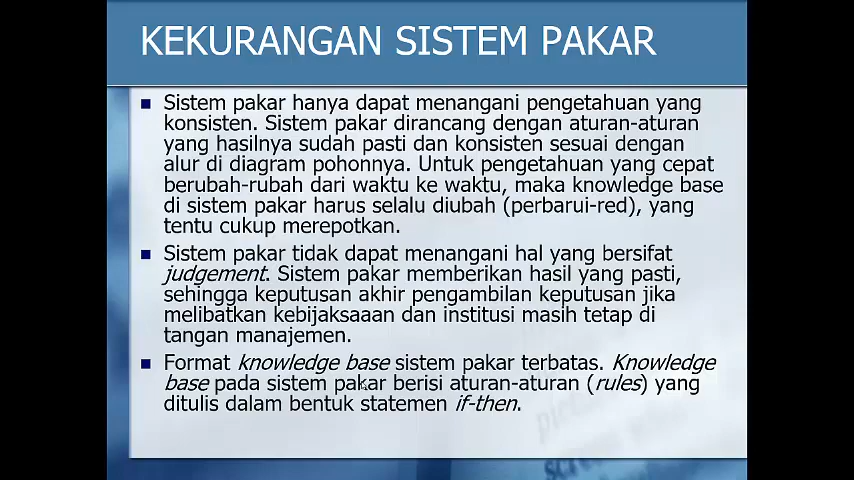 KEKURANGAN SISTEM PAKAR
Sistem pakar hanya dapat menangani pengetahuan yang
konsisten. Sistem pakar dirancang dengan aturan-aturan
yang hasilnya sudah pasti dan konsisten sesuai dengan
alur di diagram pohonnya. Untuk pengetahuan yang cepat
berubah-rubah dari waktu ke waktu, maka knowledge base
di sistem pakar harus selalu diubah (perbarui-red), yang
tentu cukup merepotkan.
Sistem pakar tidak dapat menangani hal yang bersifat
judgement. Sistem pakar memberikan hasil yang pasti,
sehingga keputusan akhir pengambilan keputusan jika
melibatkan kebijaksaaan dan institusi masih tetap di
tangan manajemen.
Format knowledge base sistem pakar terbatas. Knowledge
base pada sistem pakar berisi aturan-aturan (rules) yang
ditulis dalam bentuk statemen if-then.